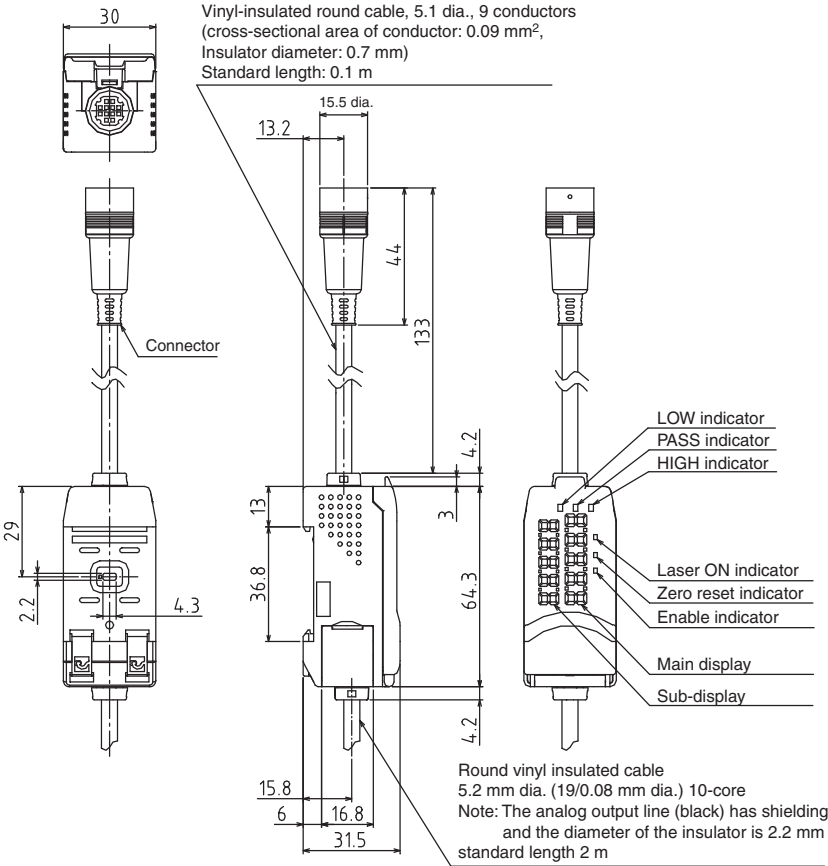 30
Vinyl-insulated round cable, 5.1 dia., 9 conductors
(cross-sectional area of conductor: 0.09 mm²,
Insulator diameter: 0.7 mm)
Standard length: 0.1 m
15.5 dia.
13.2
44
133
Connector
LOW indicator
PASS indicator
HIGH indicator
4.2
3
13
29
36.8
64.3
2.2
4.3
Laser ON indicator
Zero reset indicator
Enable indicator
Main display
Sub-display
4.2
15.8
6
16.8
31.5
Round vinyl insulated cable
5.2 mm dia. (19/0.08 mm dia.) 10-core
Note: The analog output line (black) has shielding
and the diameter of the insulator is 2.2 mm
standard length 2 m